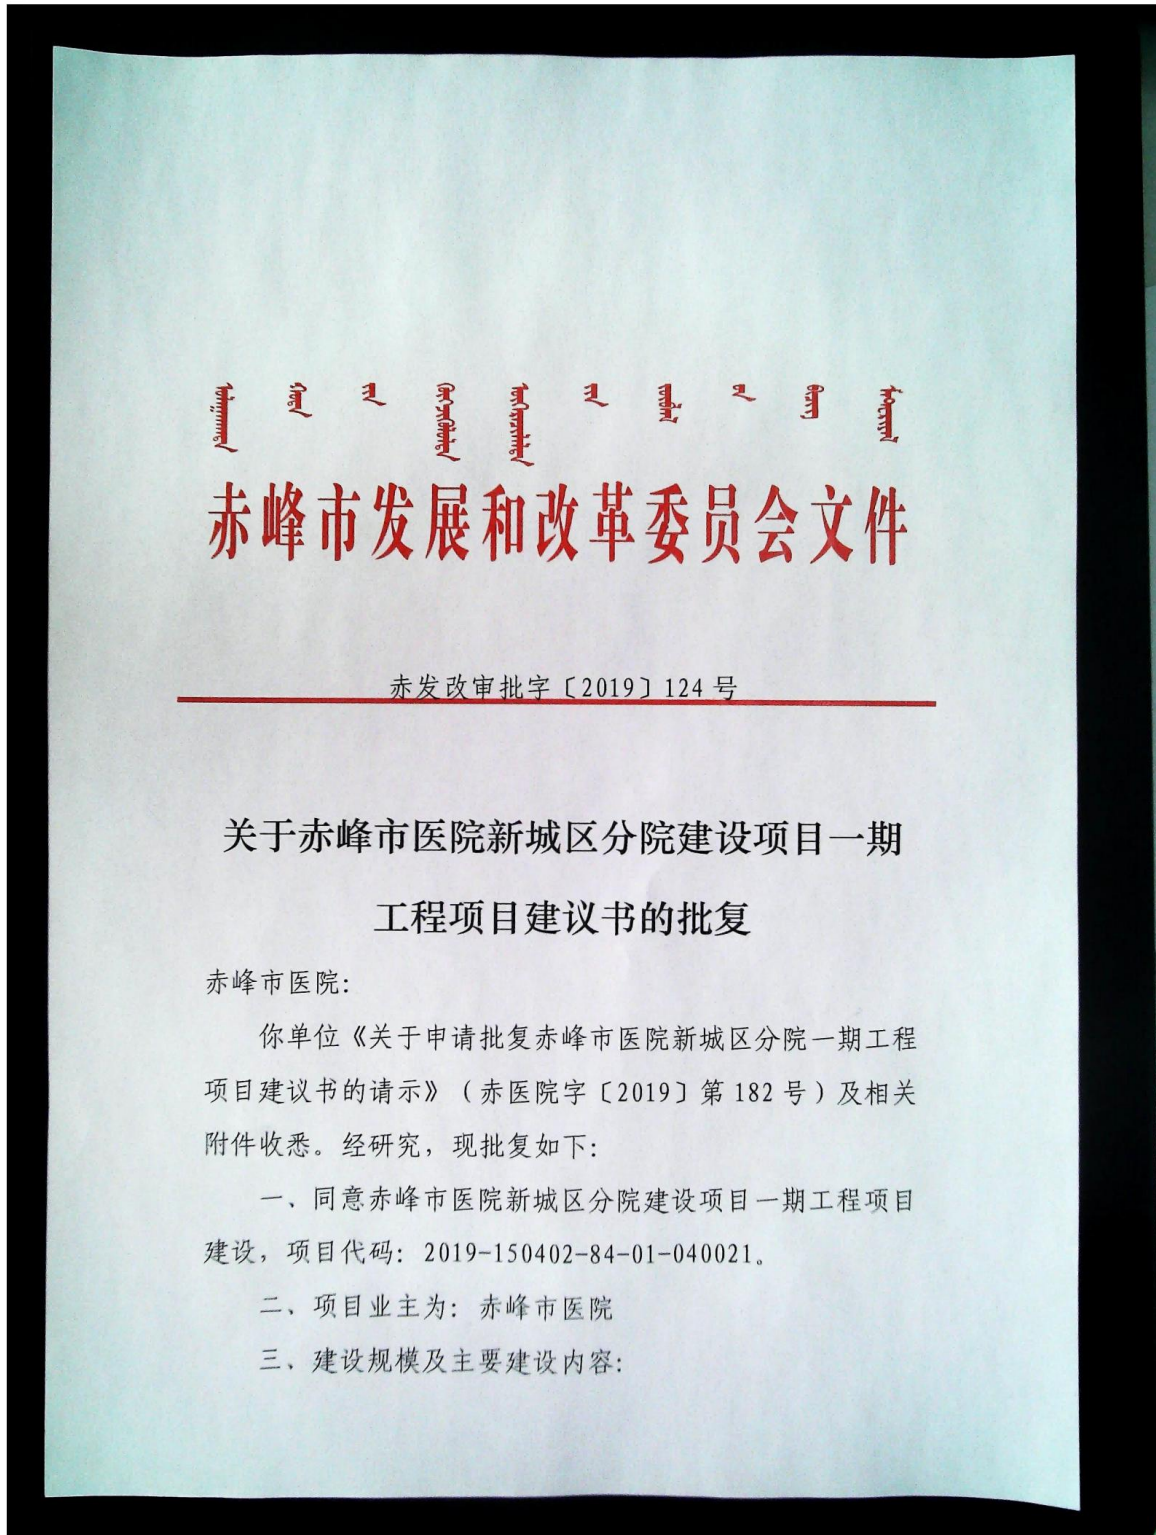 赤峰市发展和改革委员会文件
赤发改审批字〔2019〕124号
关于赤峰市医院新城区分院建设项目一期
工程项目建议书的批复
赤峰市医院：
你单位《关于申请批复赤峰市医院新城区分院一期工程
项目建议书的请示》（赤医院字〔2019〕第182号）及相关
附件收悉。经研究，现批复如下：
一、同意赤峰市医院新城区分院建设项目一期工程项目
建设，项目代码：2019-150402-84-01-040021。
二、项目业主为：赤峰市医院
三、建设规模及主要建设内容：